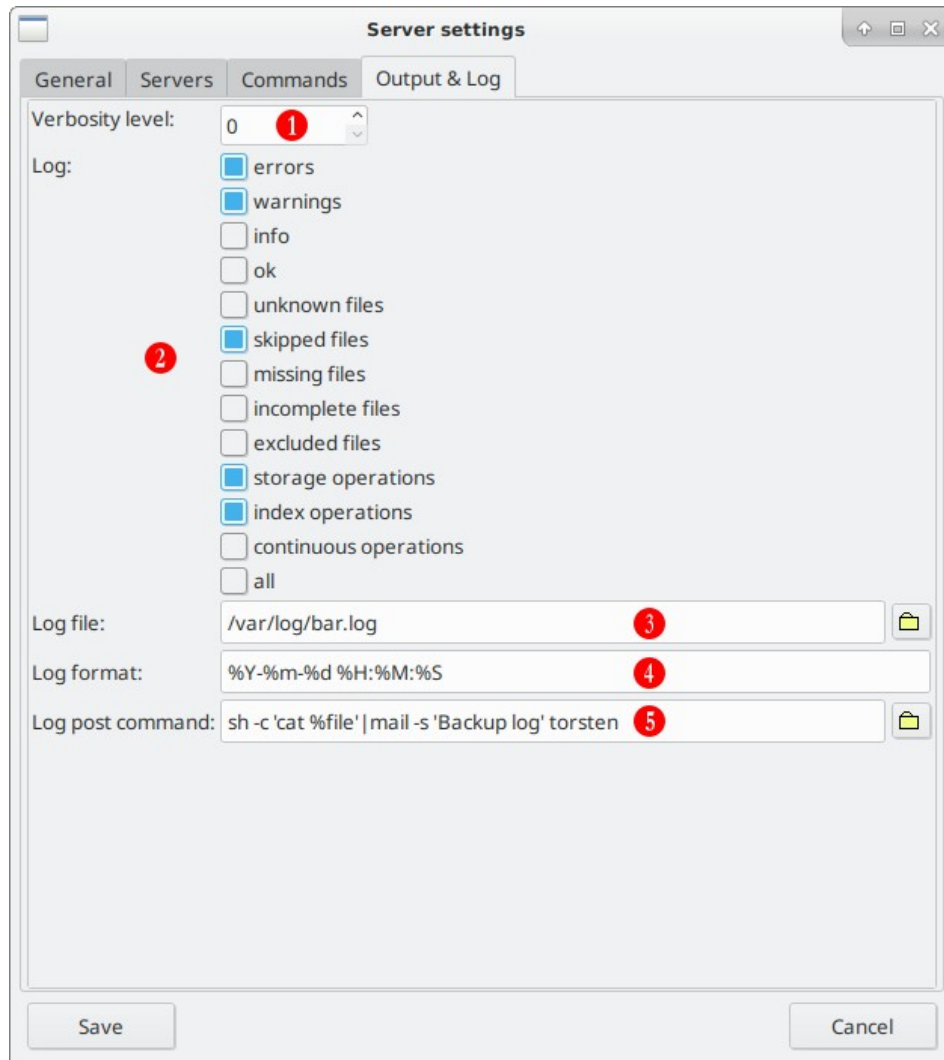 Server settings
General Servers Commands Output & Log
Verbosity level: 0 1
Log: errors
warnings
info
ok
unknown files
skipped files
2
missing files
incomplete files
excluded files
storage operations
index operations
continuous operations
all
Log file: /var/log/bar.log 3
Log format: %Y-%m-%d %H:%M:%S 4
Log post command: sh -c 'cat %file'|mail -s 'Backup log' torsten 5
Save Cancel